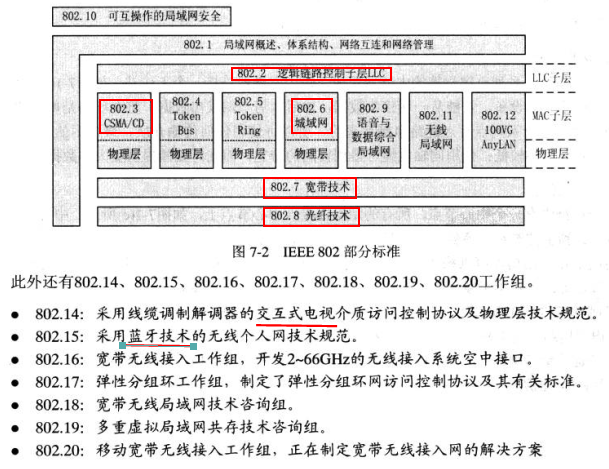 802.10 可互操作的局域网安全
802.1 局域网概述、体系结构、网络互连和网络管理
802.2 逻辑链路控制子层LLC
LLC子层
802.3 CSMA/CD 物理层
802.4 Token Bus 物理层
802.5 Token Ring 物理层
802.6 城域网 物理层
802.9 语音与数据综合局域网
802.11 无线局域网
802.12 100VG AnyLAN
MAC子层
物理层
802.7 宽带技术
802.8 光纤技术
图 7-2 IEEE 802 部分标准
此外还有802.14、802.15、802.16、802.17、802.18、802.19、802.20工作组。
● 802.14: 采用线缆调制解调器的交互式电视介质访问控制协议及物理层技术规范。
● 802.15: 采用蓝牙技术的无线个人网技术规范。
● 802.16: 宽带无线接入工作组，开发2~66GHz的无线接入系统空中接口。
● 802.17: 弹性分组环工作组，制定了弹性分组环网访问控制协议及其有关标准。
● 802.18: 宽带无线局域网技术咨询组。
● 802.19: 多重虚拟局域网共存技术咨询组。
● 802.20: 移动宽带无线接入工作组，正在制定宽带无线接入网的解决方案